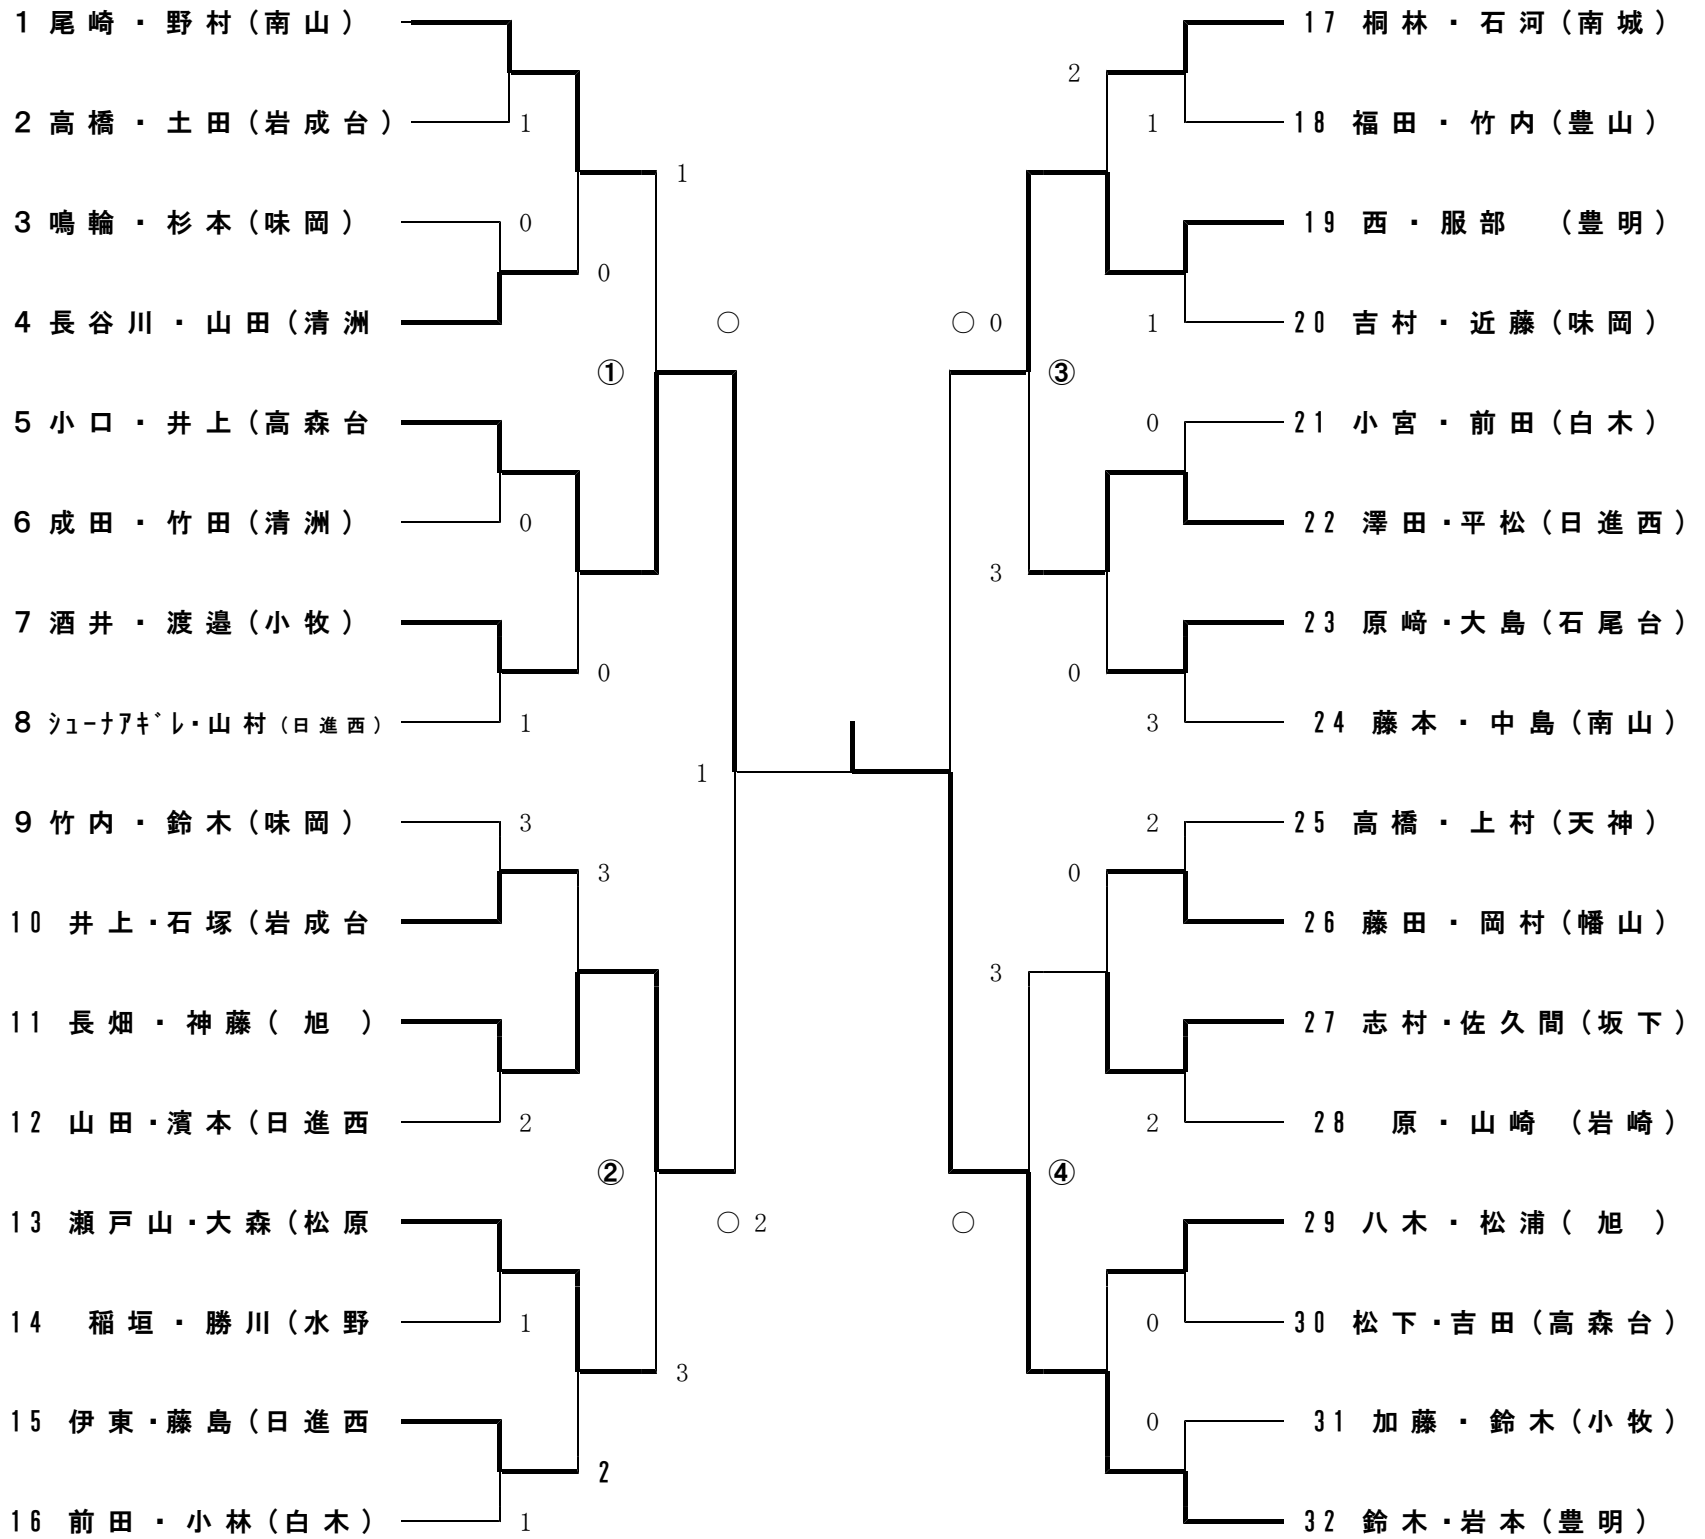 1 尾崎・野村(南山)
2 高橋・土田(岩成台)
1
3 鳴輪・杉本(味岡)
0
4 長谷川・山田(清洲
5 小口・井上(高森台
6 成田・竹田(清洲)
0
7 酒井・渡邉(小牧)
8 ｼｭｰﾅｱｷﾞﾚ・山村(日進西)
1
9 竹内・鈴木(味岡)
3
10 井上・石塚(岩成台
11 長畑・神藤(旭)
12 山田・濱本(日進西
2
13 瀬戸山・大森(松原
14 稲垣・勝川(水野
1
15 伊東・藤島(日進西
16 前田・小林(白木)
1
1
0
①
0
3
②
3
2
○
1
○ 2
○ 0
3
3
○
2
③
0
0
④
17 桐林・石河(南城)
1
18 福田・竹内(豊山)
19 西・服部 (豊明)
1
20 吉村・近藤(味岡)
0
21 小宮・前田(白木)
22 澤田・平松(日進西)
23 原﨑・大島(石尾台)
3
24 藤本・中島(南山)
2
25 高橋・上村(天神)
26 藤田・岡村(幡山)
27 志村・佐久間(坂下)
2
28 原・山崎 (岩崎)
29 八木・松浦(旭)
0
30 松下・吉田(高森台)
0
31 加藤・鈴木(小牧)
32 鈴木・岩本(豊明)